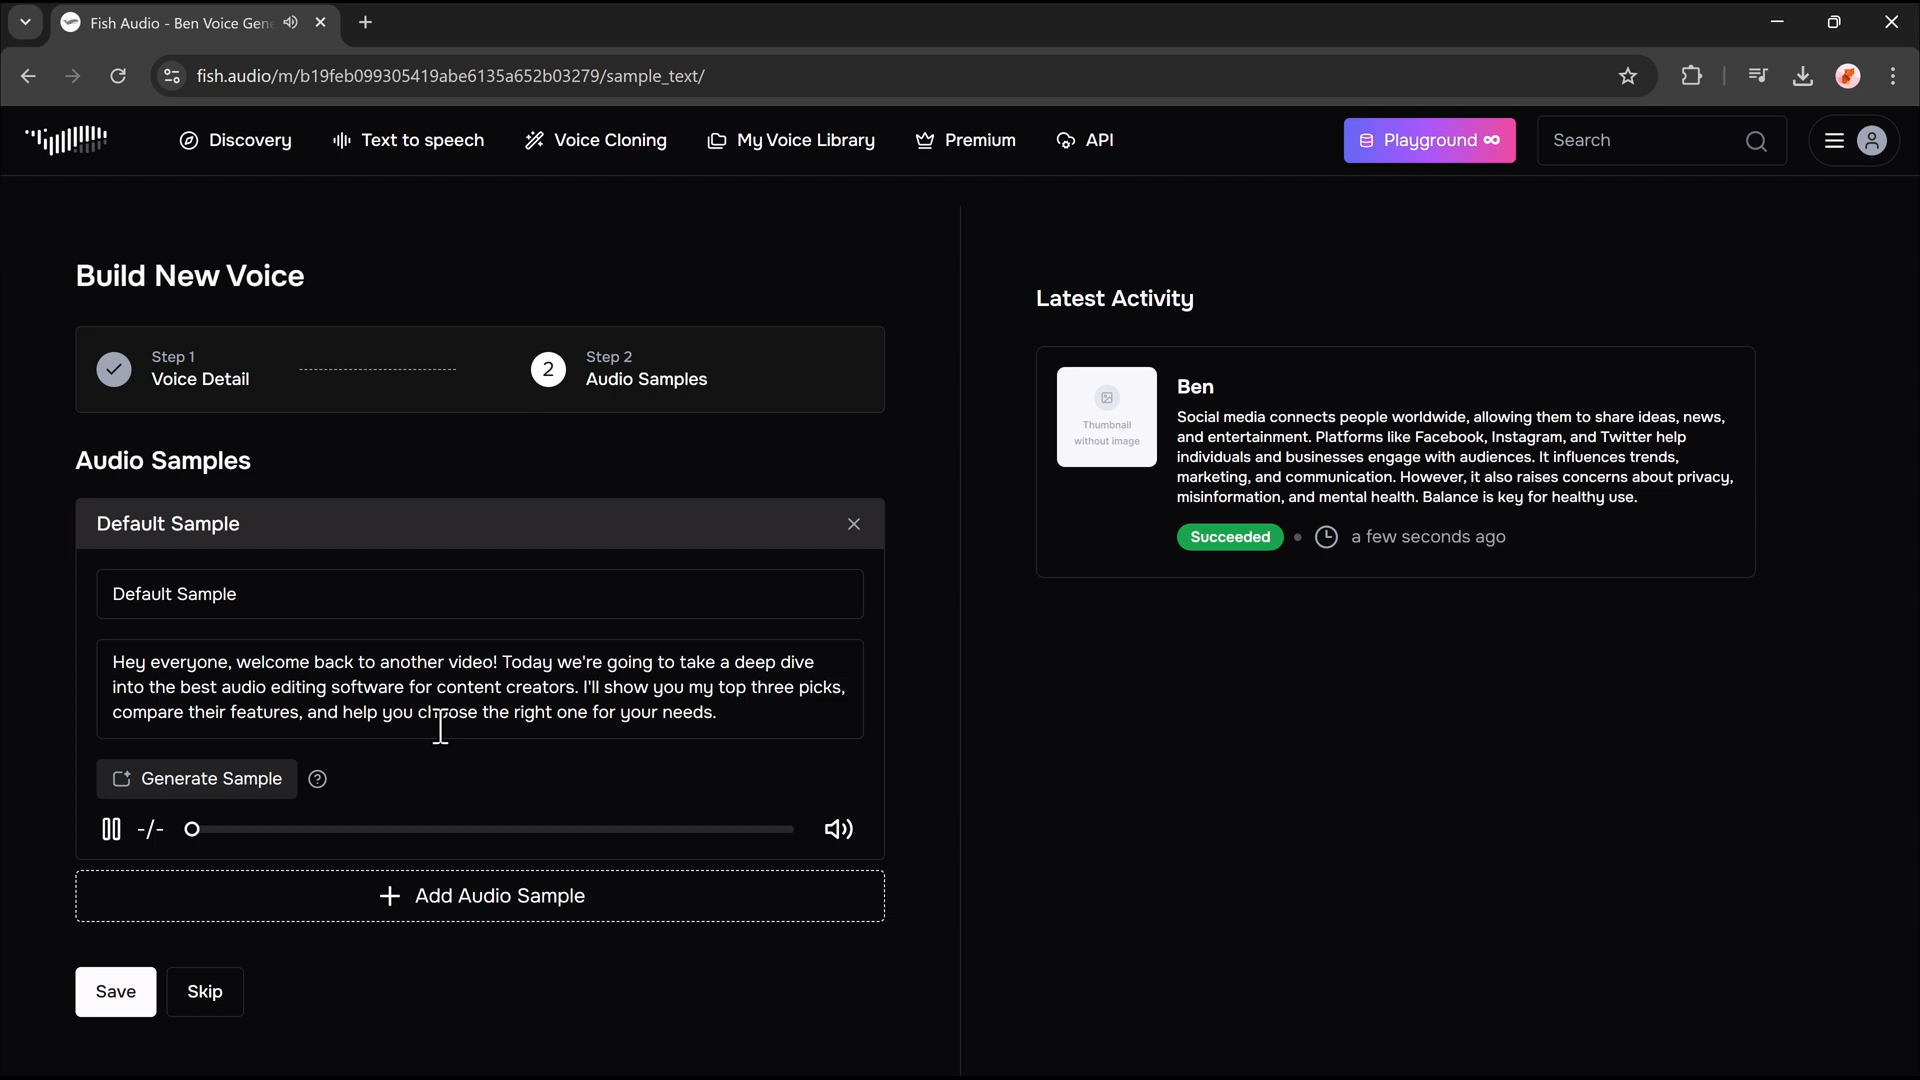 Fish Audio - Ben Voice Gen
fish.audio/m/b19feb099305419abe6135a652b03279/sample_text/
Discovery
Text to speech
Voice Cloning
My Voice Library
Premium
API
Playground
Search
Build New Voice
Step 1
Voice Detail
2
Step 2
Audio Samples
Audio Samples
Default Sample
Default Sample
Hey everyone, welcome back to another video! Today we're going to take a deep dive
into the best audio editing software for content creators. I'll show you my top three picks,
compare their features, and help you choose the right one for your needs.
Generate Sample
-/-
Add Audio Sample
Save
Skip
Latest Activity
Thumbnail
without image
Ben
Social media connects people worldwide, allowing them to share ideas, news,
and entertainment. Platforms like Facebook, Instagram, and Twitter help
individuals and businesses engage with audiences. It influences trends,
marketing, and communication. However, it also raises concerns about privacy,
misinformation, and mental health. Balance is key for healthy use.
Succeeded
a few seconds ago